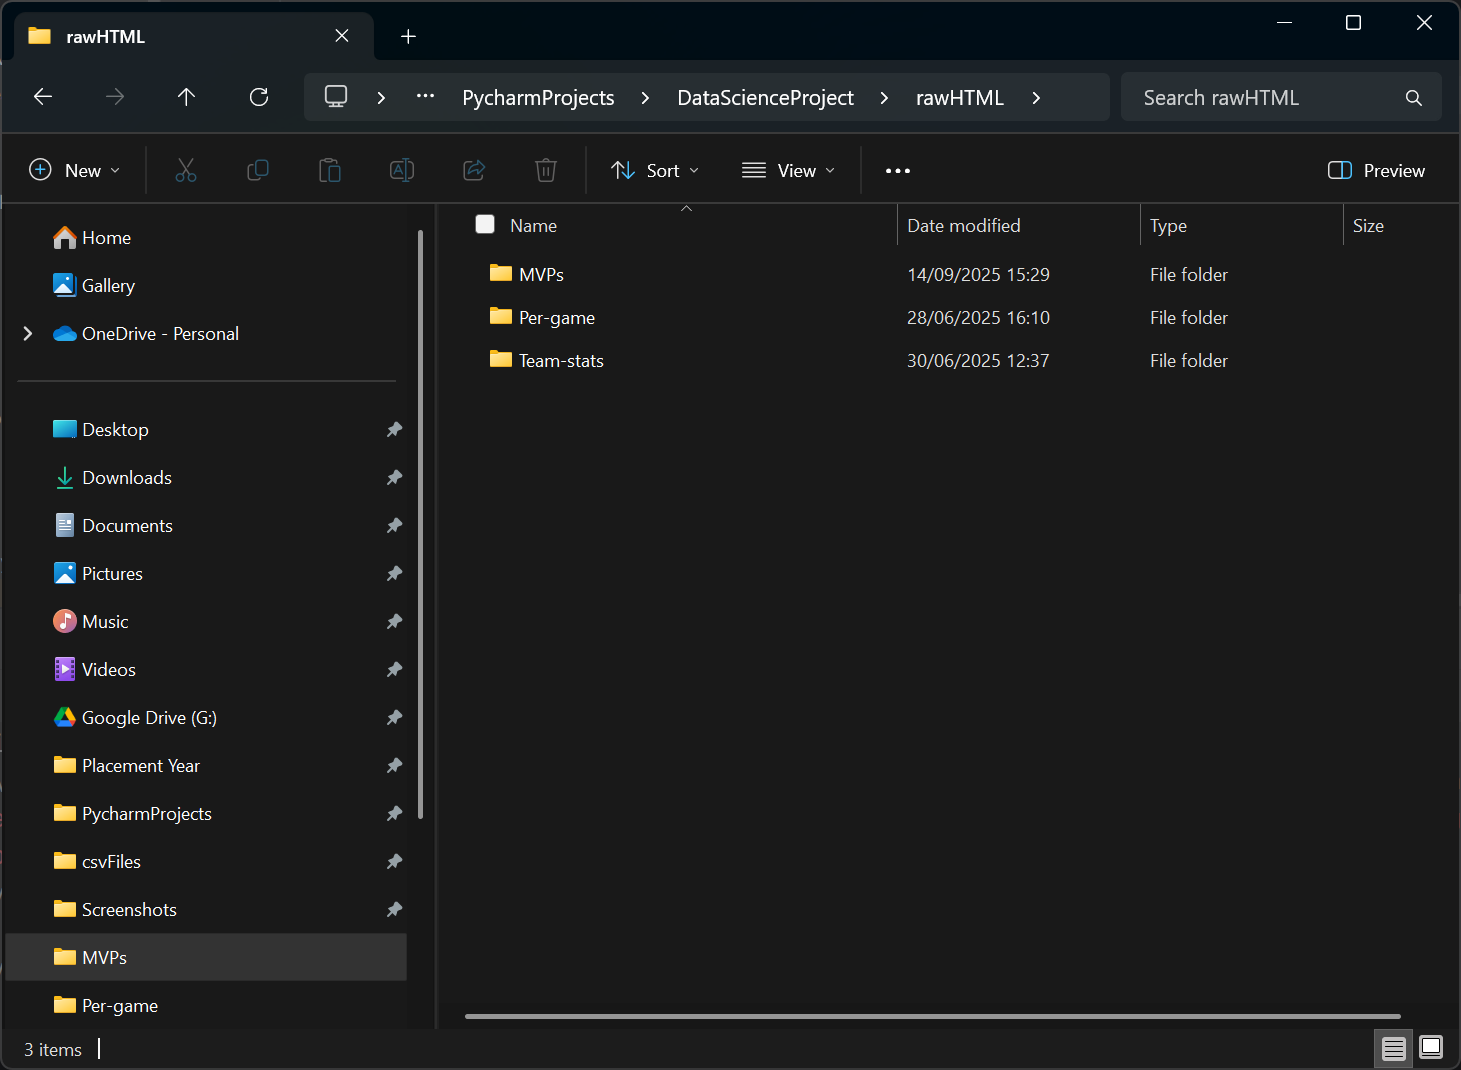 rawHTML
PycharmProjects > DataScienceProject > rawHTML >
Search rawHTML
New
Sort
View
Preview
Name Date modified Type Size
MVPs 14/09/2025 15:29 File folder
Per-game 28/06/2025 16:10 File folder
Team-stats 30/06/2025 12:37 File folder
Home
Gallery
OneDrive - Personal
Desktop
Downloads
Documents
Pictures
Music
Videos
Google Drive (G:)
Placement Year
PycharmProjects
csvFiles
Screenshots
MVPs
Per-game
3 items